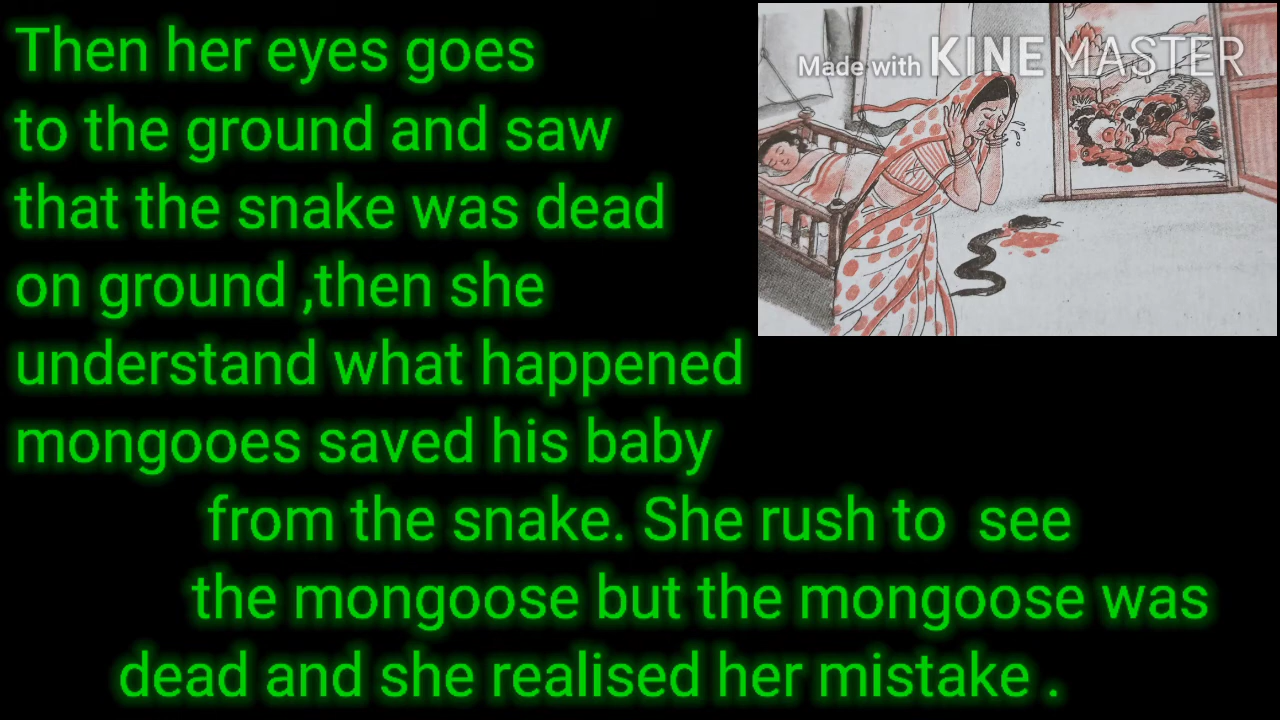 Then her eyes goes
Made with KINEMASTER
to the ground and saw
that the snake was dead
on ground ,then she
understand what happened
mongooes saved his baby
from the snake. She rush to see
the mongoose but the mongoose was
dead and she realised her mistake .